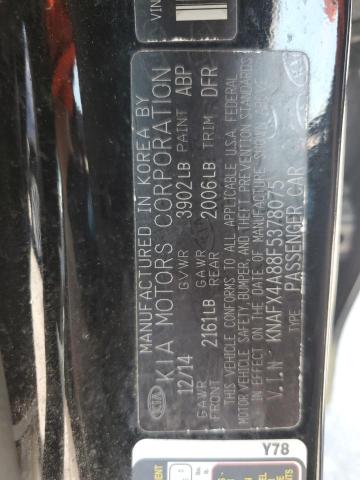 VIN
MANUFACTURED IN KOREA BY
KIA KIA MOTORS CORPORATION
12/14 GVWR 3902LB PAINT ABP
GAWR FRONT 2161LB GAWR REAR 2006LB TRIM DFR
THIS VEHICLE CONFORMS TO ALL APPLICABLE U.S.A. FEDERAL
MOTOR VEHICLE SAFETY, BUMPER, AND THEFT PREVENTION STANDARDS
IN EFFECT ON THE DATE OF MANUFACTURE SHOWN ABOVE.
V.I.N : KNAFX4A88F5378075
TYPE : PASSENGER CAR
Y78